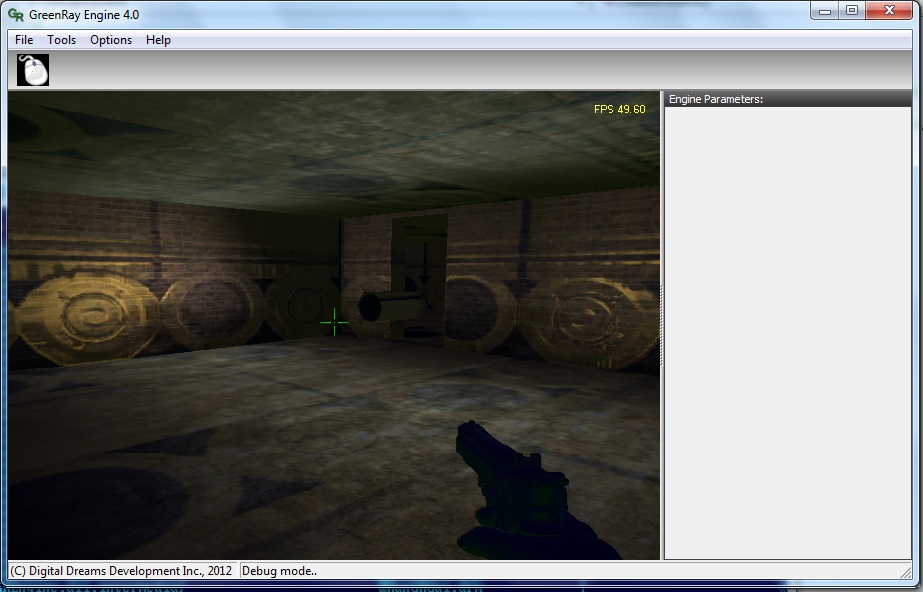 GR GreenRay Engine 4.0
File Tools Options Help
FPS 49.60
Engine Parameters:
(C) Digital Dreams Development Inc., 2012 Debug mode..